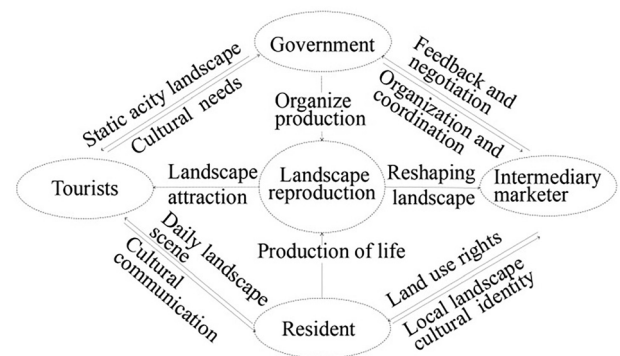 Government
Static acity landscape
Cultural needs
Feedback and
negotiation
Organization and
coordination
Organize
production
Tourists
Landscape
attraction
Landscape
reproduction
Reshaping
landscape
Intermediary
marketer
Daily landscape
scene
Cultural
communication
Production of life
Land use rights
Local landscape
cultural identity
Resident